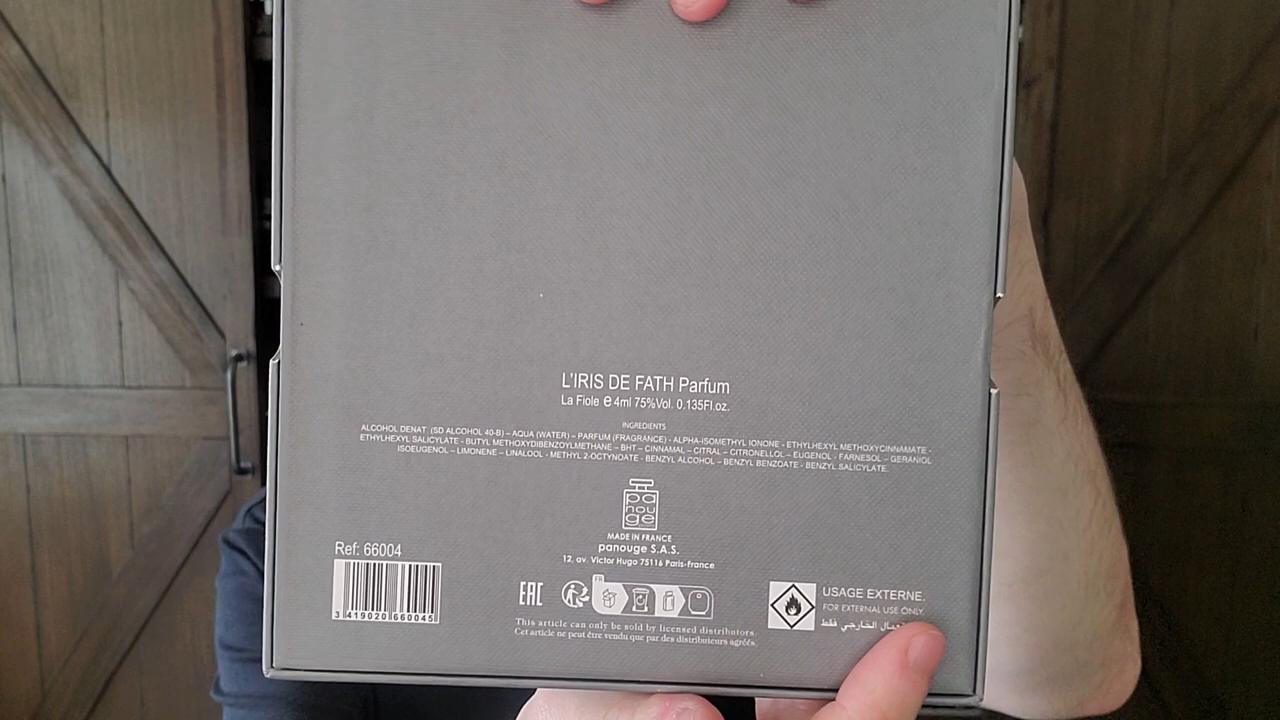 L'IRIS DE FATH Parfum
La Fiole e 4ml 75%Vol. 0.135Fl.oz.
INGREDIENTS
ALCOHOL DENAT. (SD ALCOHOL 40-B) – AQUA (WATER) – PARFUM (FRAGRANCE) - ALPHA-ISOMETHYL IONONE - ETHYLHEXYL METHOXYCINNAMATE -
ETHYLHEXYL SALICYLATE - BUTYL METHOXYDIBENZOYLMETHANE – BHT – CINNAMAL – CITRAL – CITRONELLOL – EUGENOL - FARNESOL – GERANIOL
ISOEUGENOL – LIMONENE – LINALOOL - METHYL 2-OCTYNOATE - BENZYL ALCOHOL – BENZYL BENZOATE - BENZYL SALICYLATE.
pa
nou
ge
MADE IN FRANCE
panouge S.A.S.
12, av. Victor Hugo 75116 Paris-France
Ref: 66004
3 419020 660045
EAC
FR
This article can only be sold by licensed distributors.
Cet article ne peut être vendu que par des distributeurs agréés.
USAGE EXTERNE.
FOR EXTERNAL USE ONLY.
الخارجي فقط